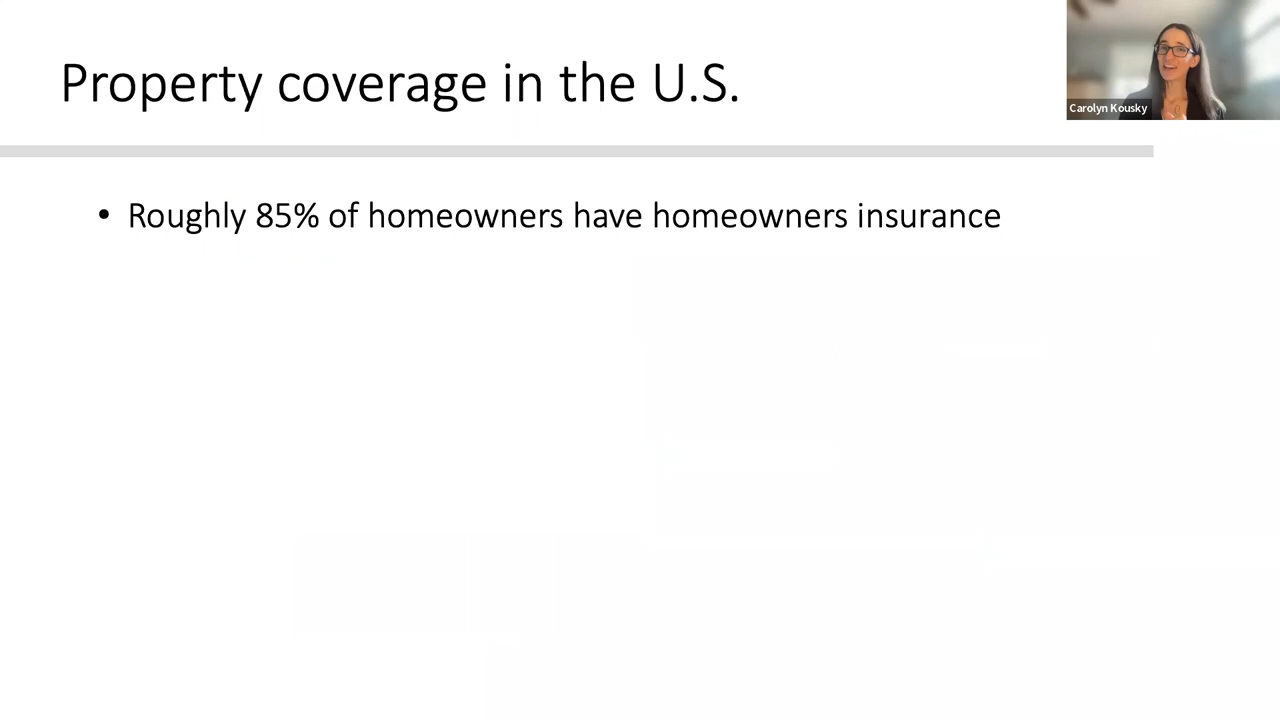 Property coverage in the U.S.
Carolyn Kousky
• Roughly 85% of homeowners have homeowners insurance